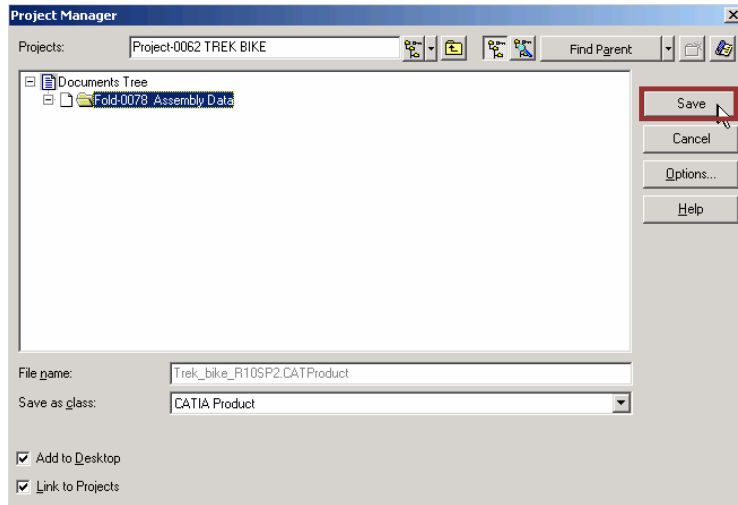 Project Manager
Projects: Project-0062 TREK BIKE Find Parent
Documents Tree
Fold-0078 Assembly Data
Save
Cancel
Options...
Help
File name: Trek_bike_R10SP2.CATProduct
Save as class: CATIA Product
Add to Desktop
Link to Projects